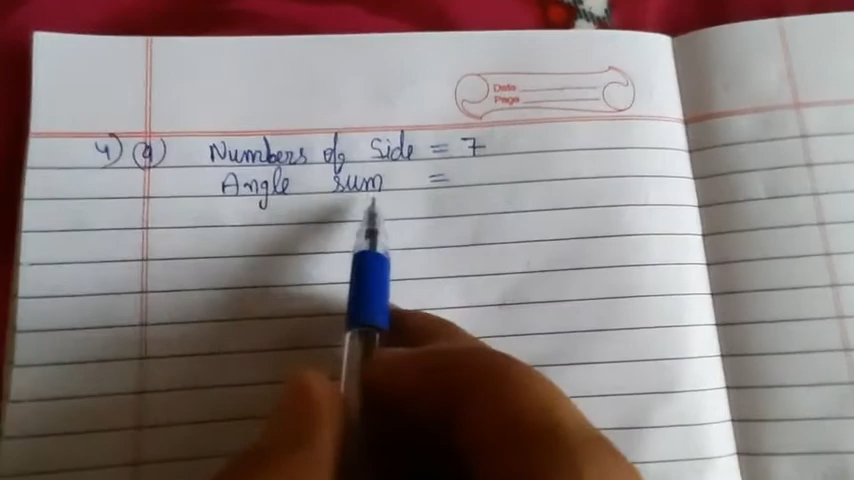 Date
Page
4) (a) Numbers of Side = 7
Angle sum =